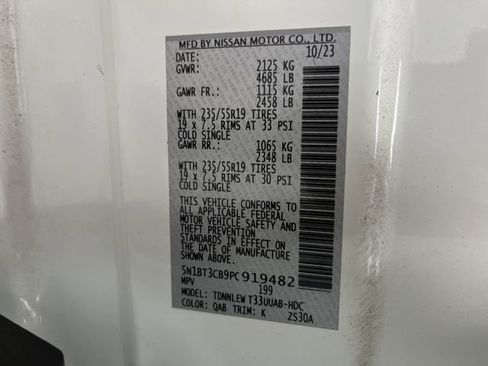 MFD BY NISSAN MOTOR CO., LTD.
DATE: 10/23
GVWR: 2125 KG
4685 LB
GAWR FR.: 1115 KG
2458 LB
WITH 235/55R19 TIRES
19 x 7.5 RIMS AT 33 PSI
COLD SINGLE
GAWR RR.: 1065 KG
2348 LB
WITH 235/55R19 TIRES
19 x 7.5 RIMS AT 30 PSI
COLD SINGLE
THIS VEHICLE CONFORMS TO
ALL APPLICABLE FEDERAL
MOTOR VEHICLE SAFETY AND
THEFT PREVENTION
STANDARDS IN EFFECT ON
THE DATE OF MANUFACTURE
SHOWN ABOVE.
5N1BT3CB9PC919482
MPV 199
MODEL: TDNNLEW T33UUAB-HDC
COLOR: QAB TRIM: K ZS30A